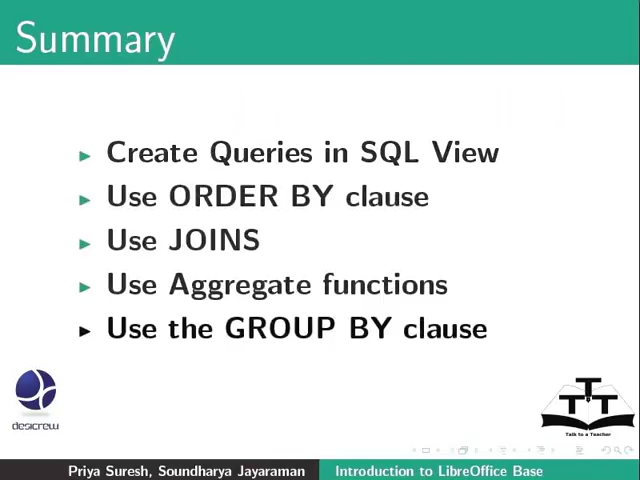 Summary
Create Queries in SQL View
Use ORDER BY clause
Use JOINS
Use Aggregate functions
Use the GROUP BY clause
desicrew
T
T T
Talk to a Teacher
Priya Suresh, Soundharya Jayaraman Introduction to LibreOffice Base